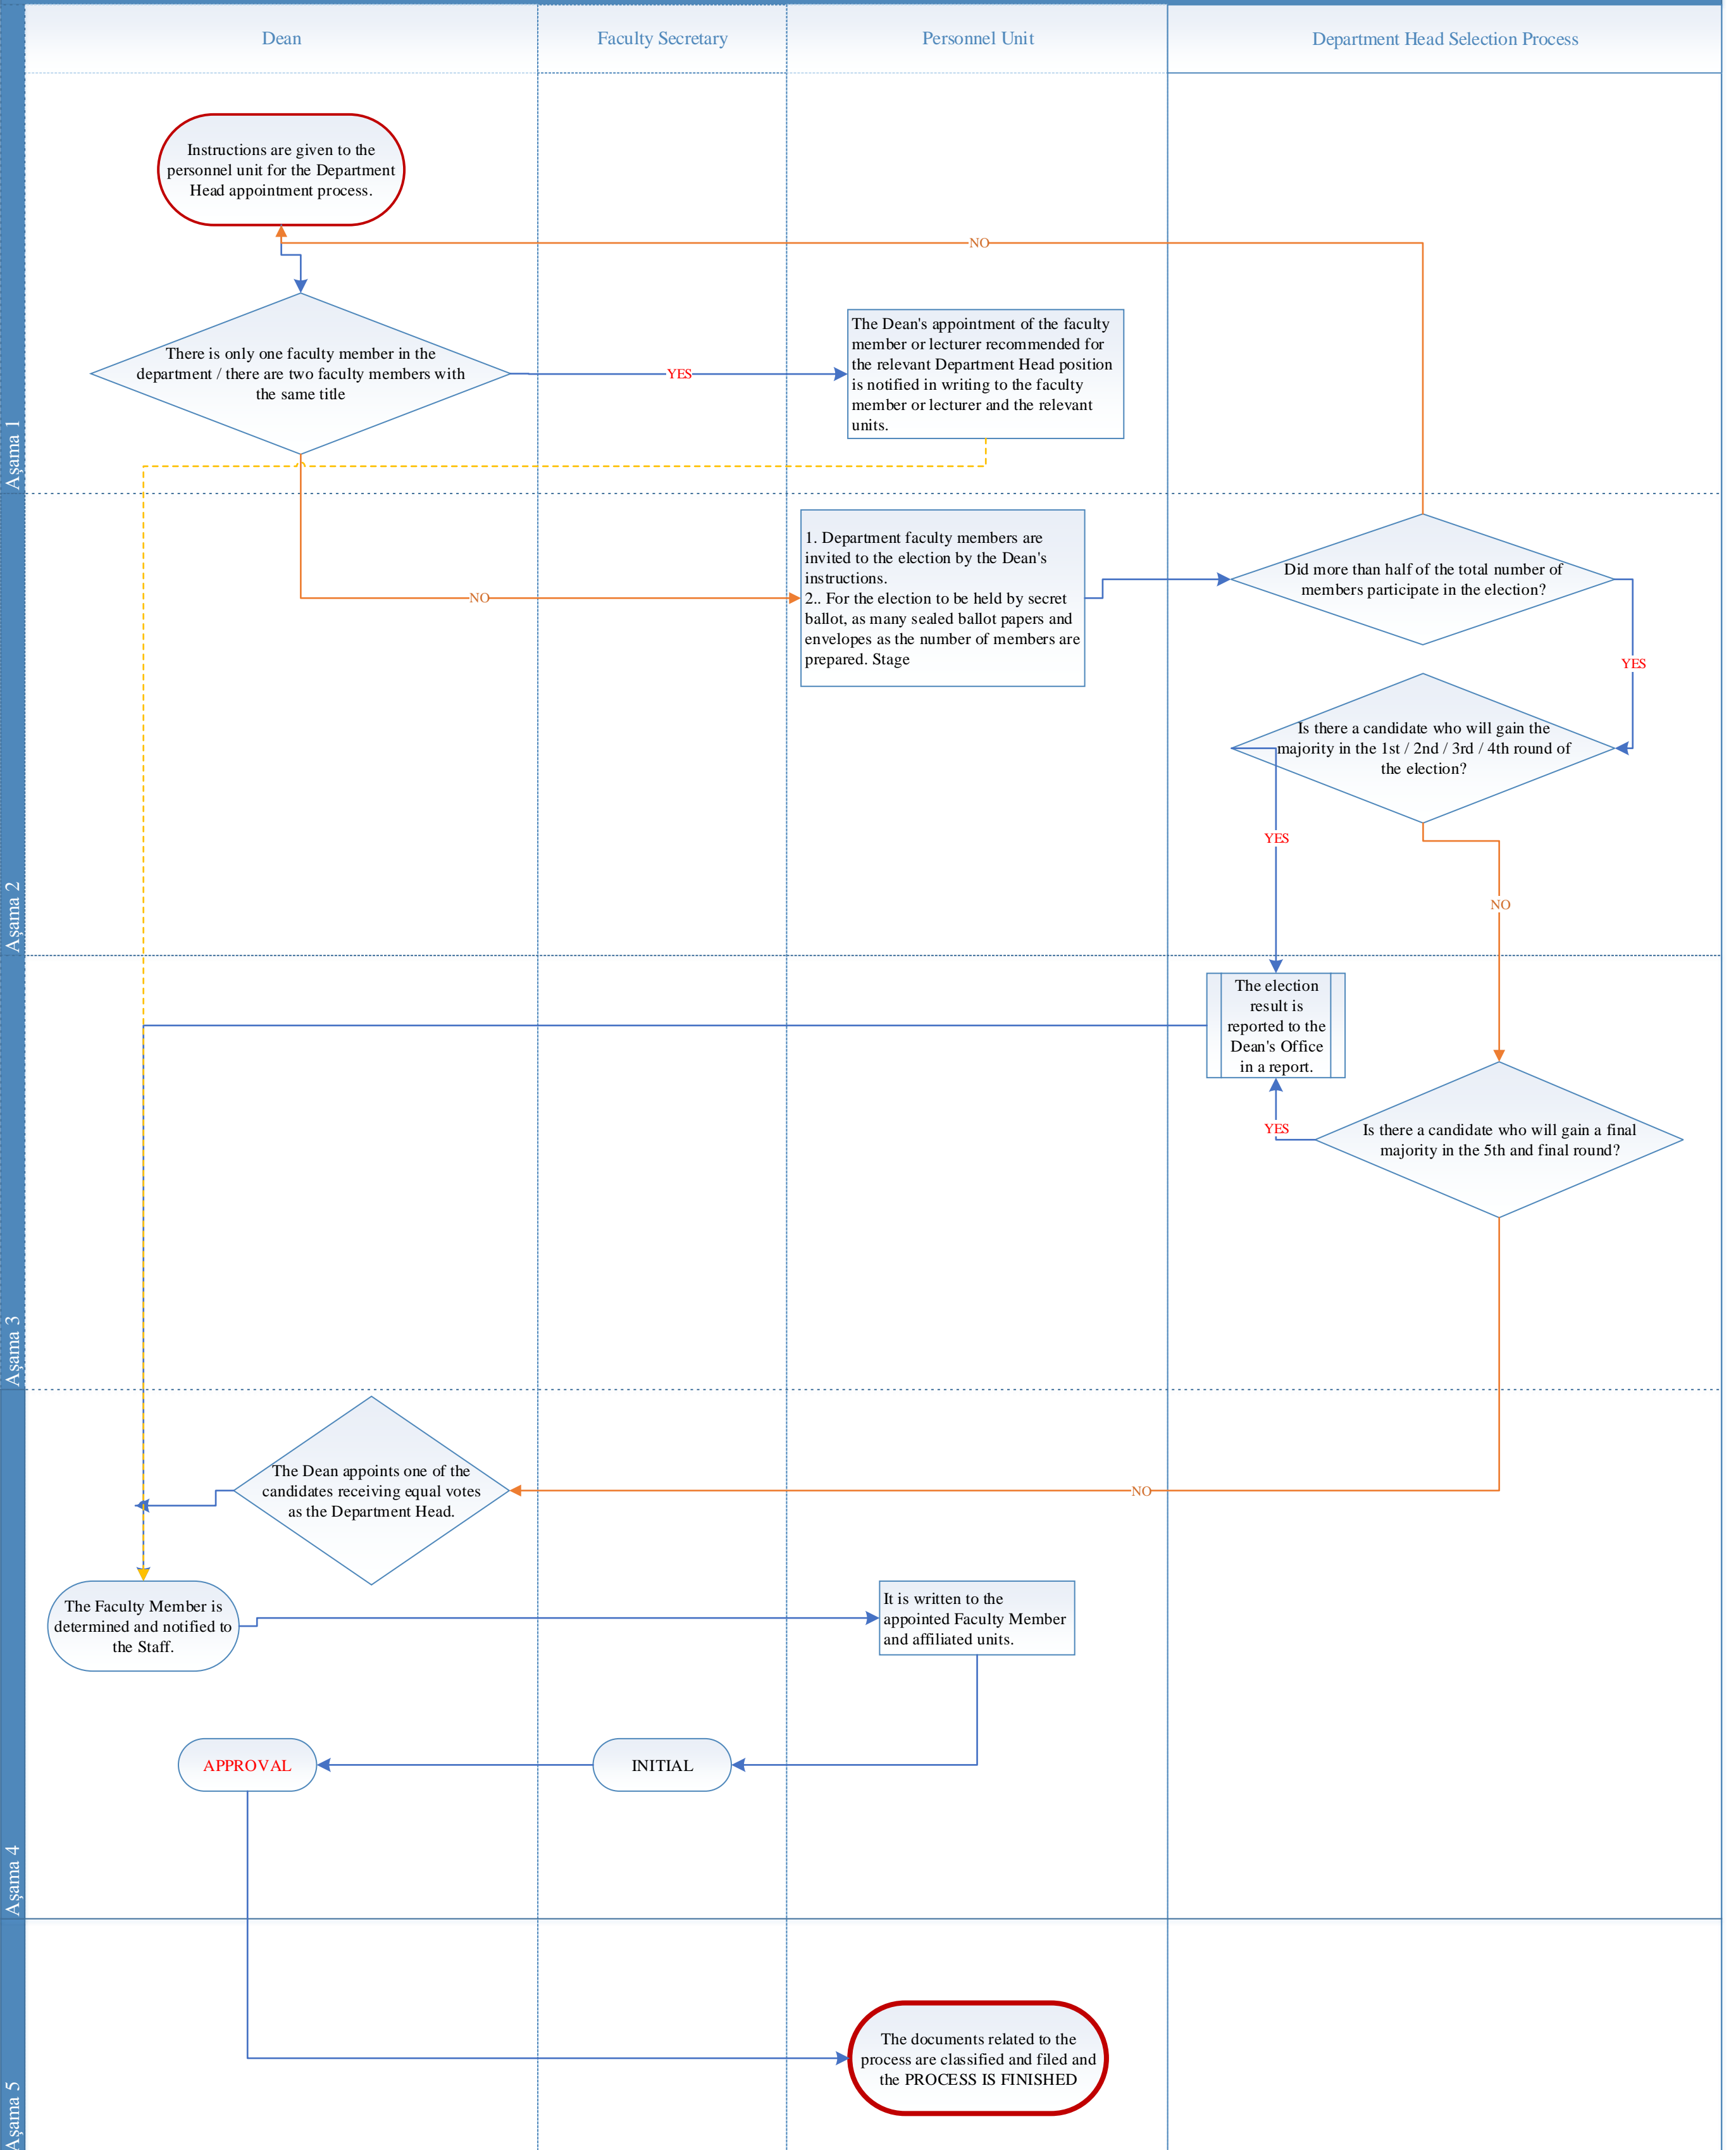 Dean
Faculty Secretary
Personnel Unit
Department Head Selection Process
Aşama 1
Instructions are given to the
personnel unit for the Department
Head appointment process.
NO
There is only one faculty member in the
department / there are two faculty members with
the same title
YES
The Dean's appointment of the faculty
member or lecturer recommended for
the relevant Department Head position
is notified in writing to the faculty
member or lecturer and the relevant
units.
Aşama 2
NO
1. Department faculty members are
invited to the election by the Dean's
instructions.
2.. For the election to be held by secret
ballot, as many sealed ballot papers and
envelopes as the number of members are
prepared. Stage
Did more than half of the total number of
members participate in the election?
YES
Is there a candidate who will gain the
majority in the 1st / 2nd / 3rd / 4th round of
the election?
YES
NO
Aşama 3
The election
result is
reported to the
Dean's Office
in a report.
YES
Is there a candidate who will gain a final
majority in the 5th and final round?
Aşama 4
The Dean appoints one of the
candidates receiving equal votes
as the Department Head.
NO
The Faculty Member is
determined and notified to
the Staff.
It is written to the
appointed Faculty Member
and affiliated units.
APPROVAL
INITIAL
Aşama 5
The documents related to the
process are classified and filed and
the PROCESS IS FINISHED